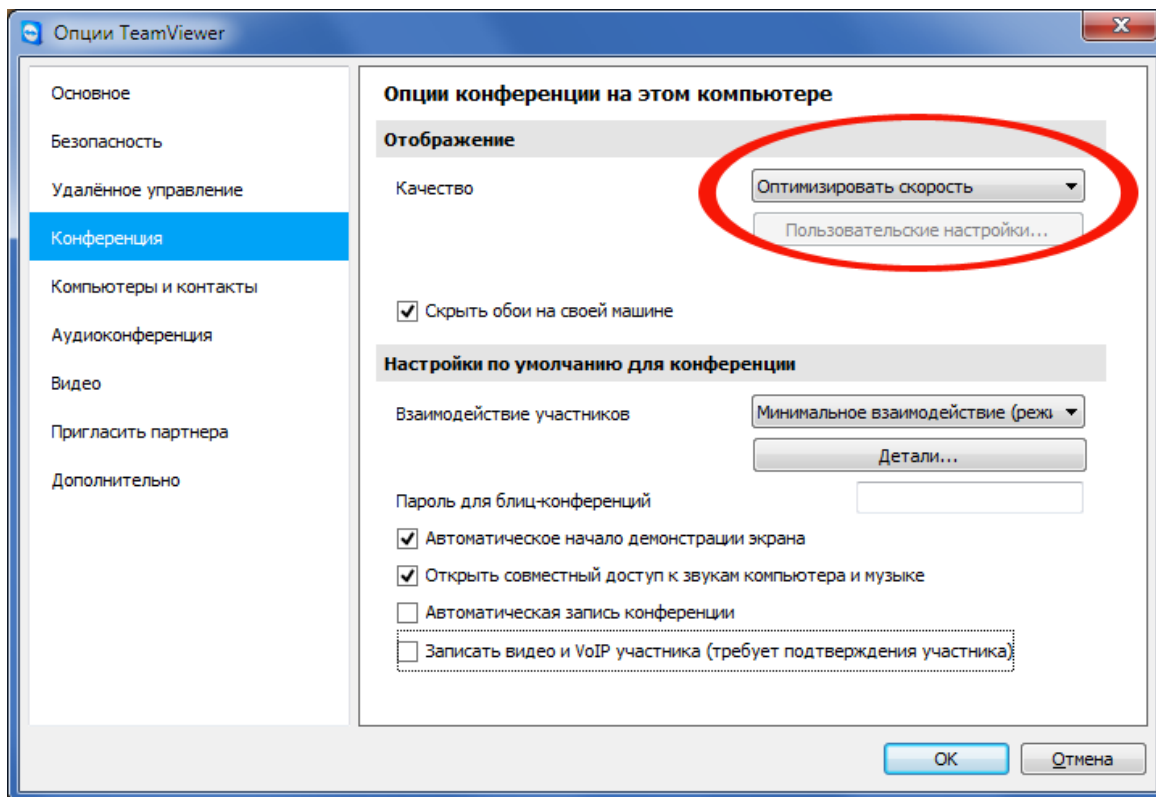 Опции TeamViewer
Основное
Безопасность
Удалённое управление
Конференция
Компьютеры и контакты
Аудиоконференция
Видео
Пригласить партнера
Дополнительно
Опции конференции на этом компьютере
Отображение
Качество
Оптимизировать скорость
Пользовательские настройки...
Скрыть обои на своей машине
Настройки по умолчанию для конференции
Взаимодействие участников
Минимальное взаимодействие (режи
Детали...
Пароль для блиц-конференций
Автоматическое начало демонстрации экрана
Открыть совместный доступ к звукам компьютера и музыке
Автоматическая запись конференции
Записать видео и VoIP участника (требует подтверждения участника)
OK
Отмена